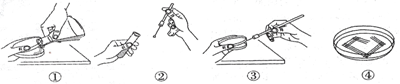 ① ② ③ ④